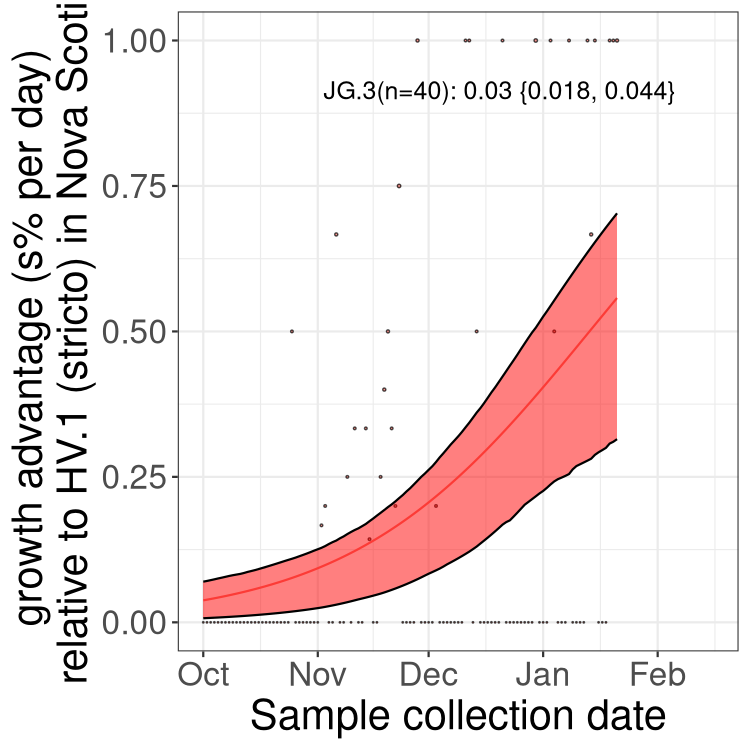 growth advantage (s% per day)
relative to HV.1 (stricto) in Nova Scoti
1.00
0.75
0.50
0.25
0.00
JG.3(n=40): 0.03 {0.018, 0.044}
Oct Nov Dec Jan Feb
Sample collection date